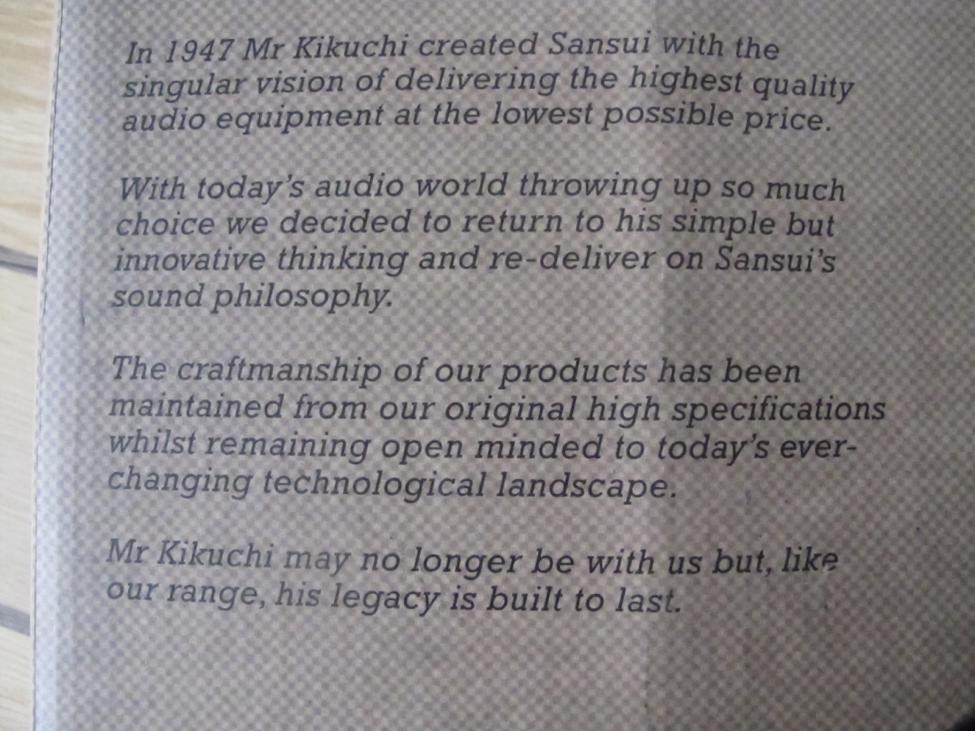 In 1947 Mr Kikuchi created Sansui with the
singular vision of delivering the highest quality
audio equipment at the lowest possible price.
With today's audio world throwing up so much
choice we decided to return to his simple but
innovative thinking and re-deliver on Sansui's
sound philosophy.
The craftmanship of our products has been
maintained from our original high specifications
whilst remaining open minded to today's ever-
changing technological landscape.
Mr Kikuchi may no longer be with us but, like
our range, his legacy is built to last.